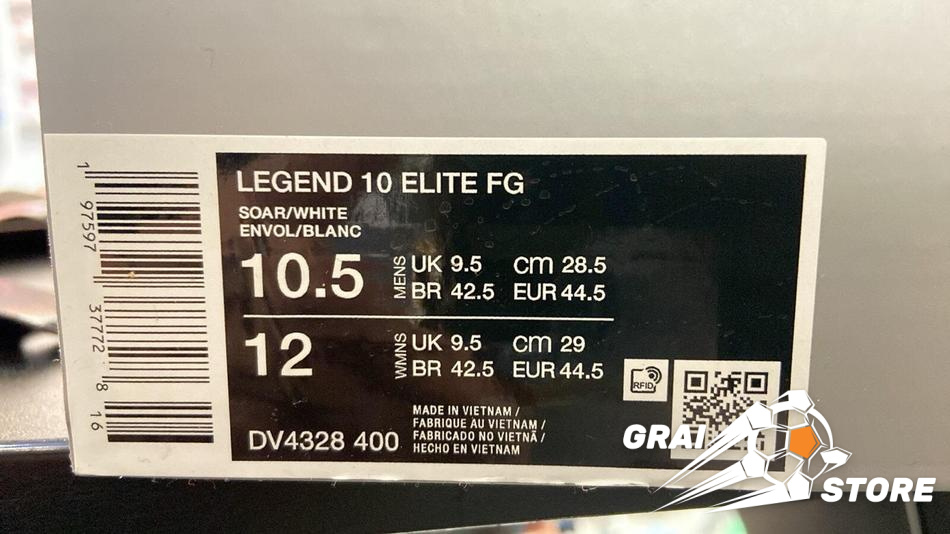 LEGEND 10 ELITE FG
SOAR/WHITE
ENVOL/BLANC
10.5
MENS
UK 9.5 cm 28.5
BR 42.5 EUR 44.5
12
WMNS
UK 9.5 cm 29
BR 42.5 EUR 44.5
DV4328 400
MADE IN VIETNAM /
FABRIQUE AU VIETNAM /
FABRICADO NO VIETNÃ /
HECHO EN VIETNAM
RFID
1 97597 37772 8 16
GRAI
STORE